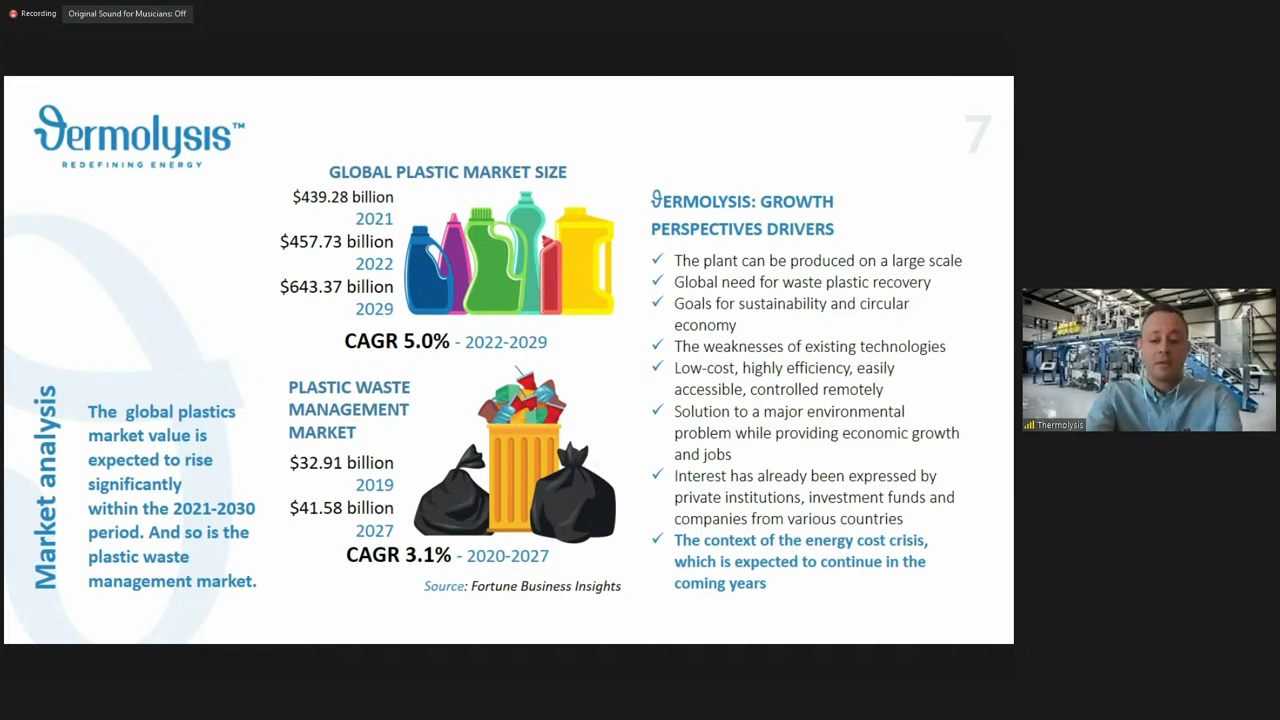 Recording
Original Sound for Musicians: Off
ϑermolysis™
REDEFINING ENERGY
7
Market analysis
The global plastics
market value is
expected to rise
significantly
within the 2021-2030
period. And so is the
plastic waste
management market.
GLOBAL PLASTIC MARKET SIZE
$439.28 billion
2021
$457.73 billion
2022
$643.37 billion
2029
CAGR 5.0% - 2022-2029
PLASTIC WASTE
MANAGEMENT
MARKET
$32.91 billion
2019
$41.58 billion
2027
CAGR 3.1% - 2020-2027
Source: Fortune Business Insights
ϑERMOLYSIS: GROWTH
PERSPECTIVES DRIVERS
✓ The plant can be produced on a large scale
✓ Global need for waste plastic recovery
✓ Goals for sustainability and circular
economy
✓ The weaknesses of existing technologies
✓ Low-cost, highly efficiency, easily
accessible, controlled remotely
✓ Solution to a major environmental
problem while providing economic growth
and jobs
✓ Interest has already been expressed by
private institutions, investment funds and
companies from various countries
✓ The context of the energy cost crisis,
which is expected to continue in the
coming years
Thermolysis